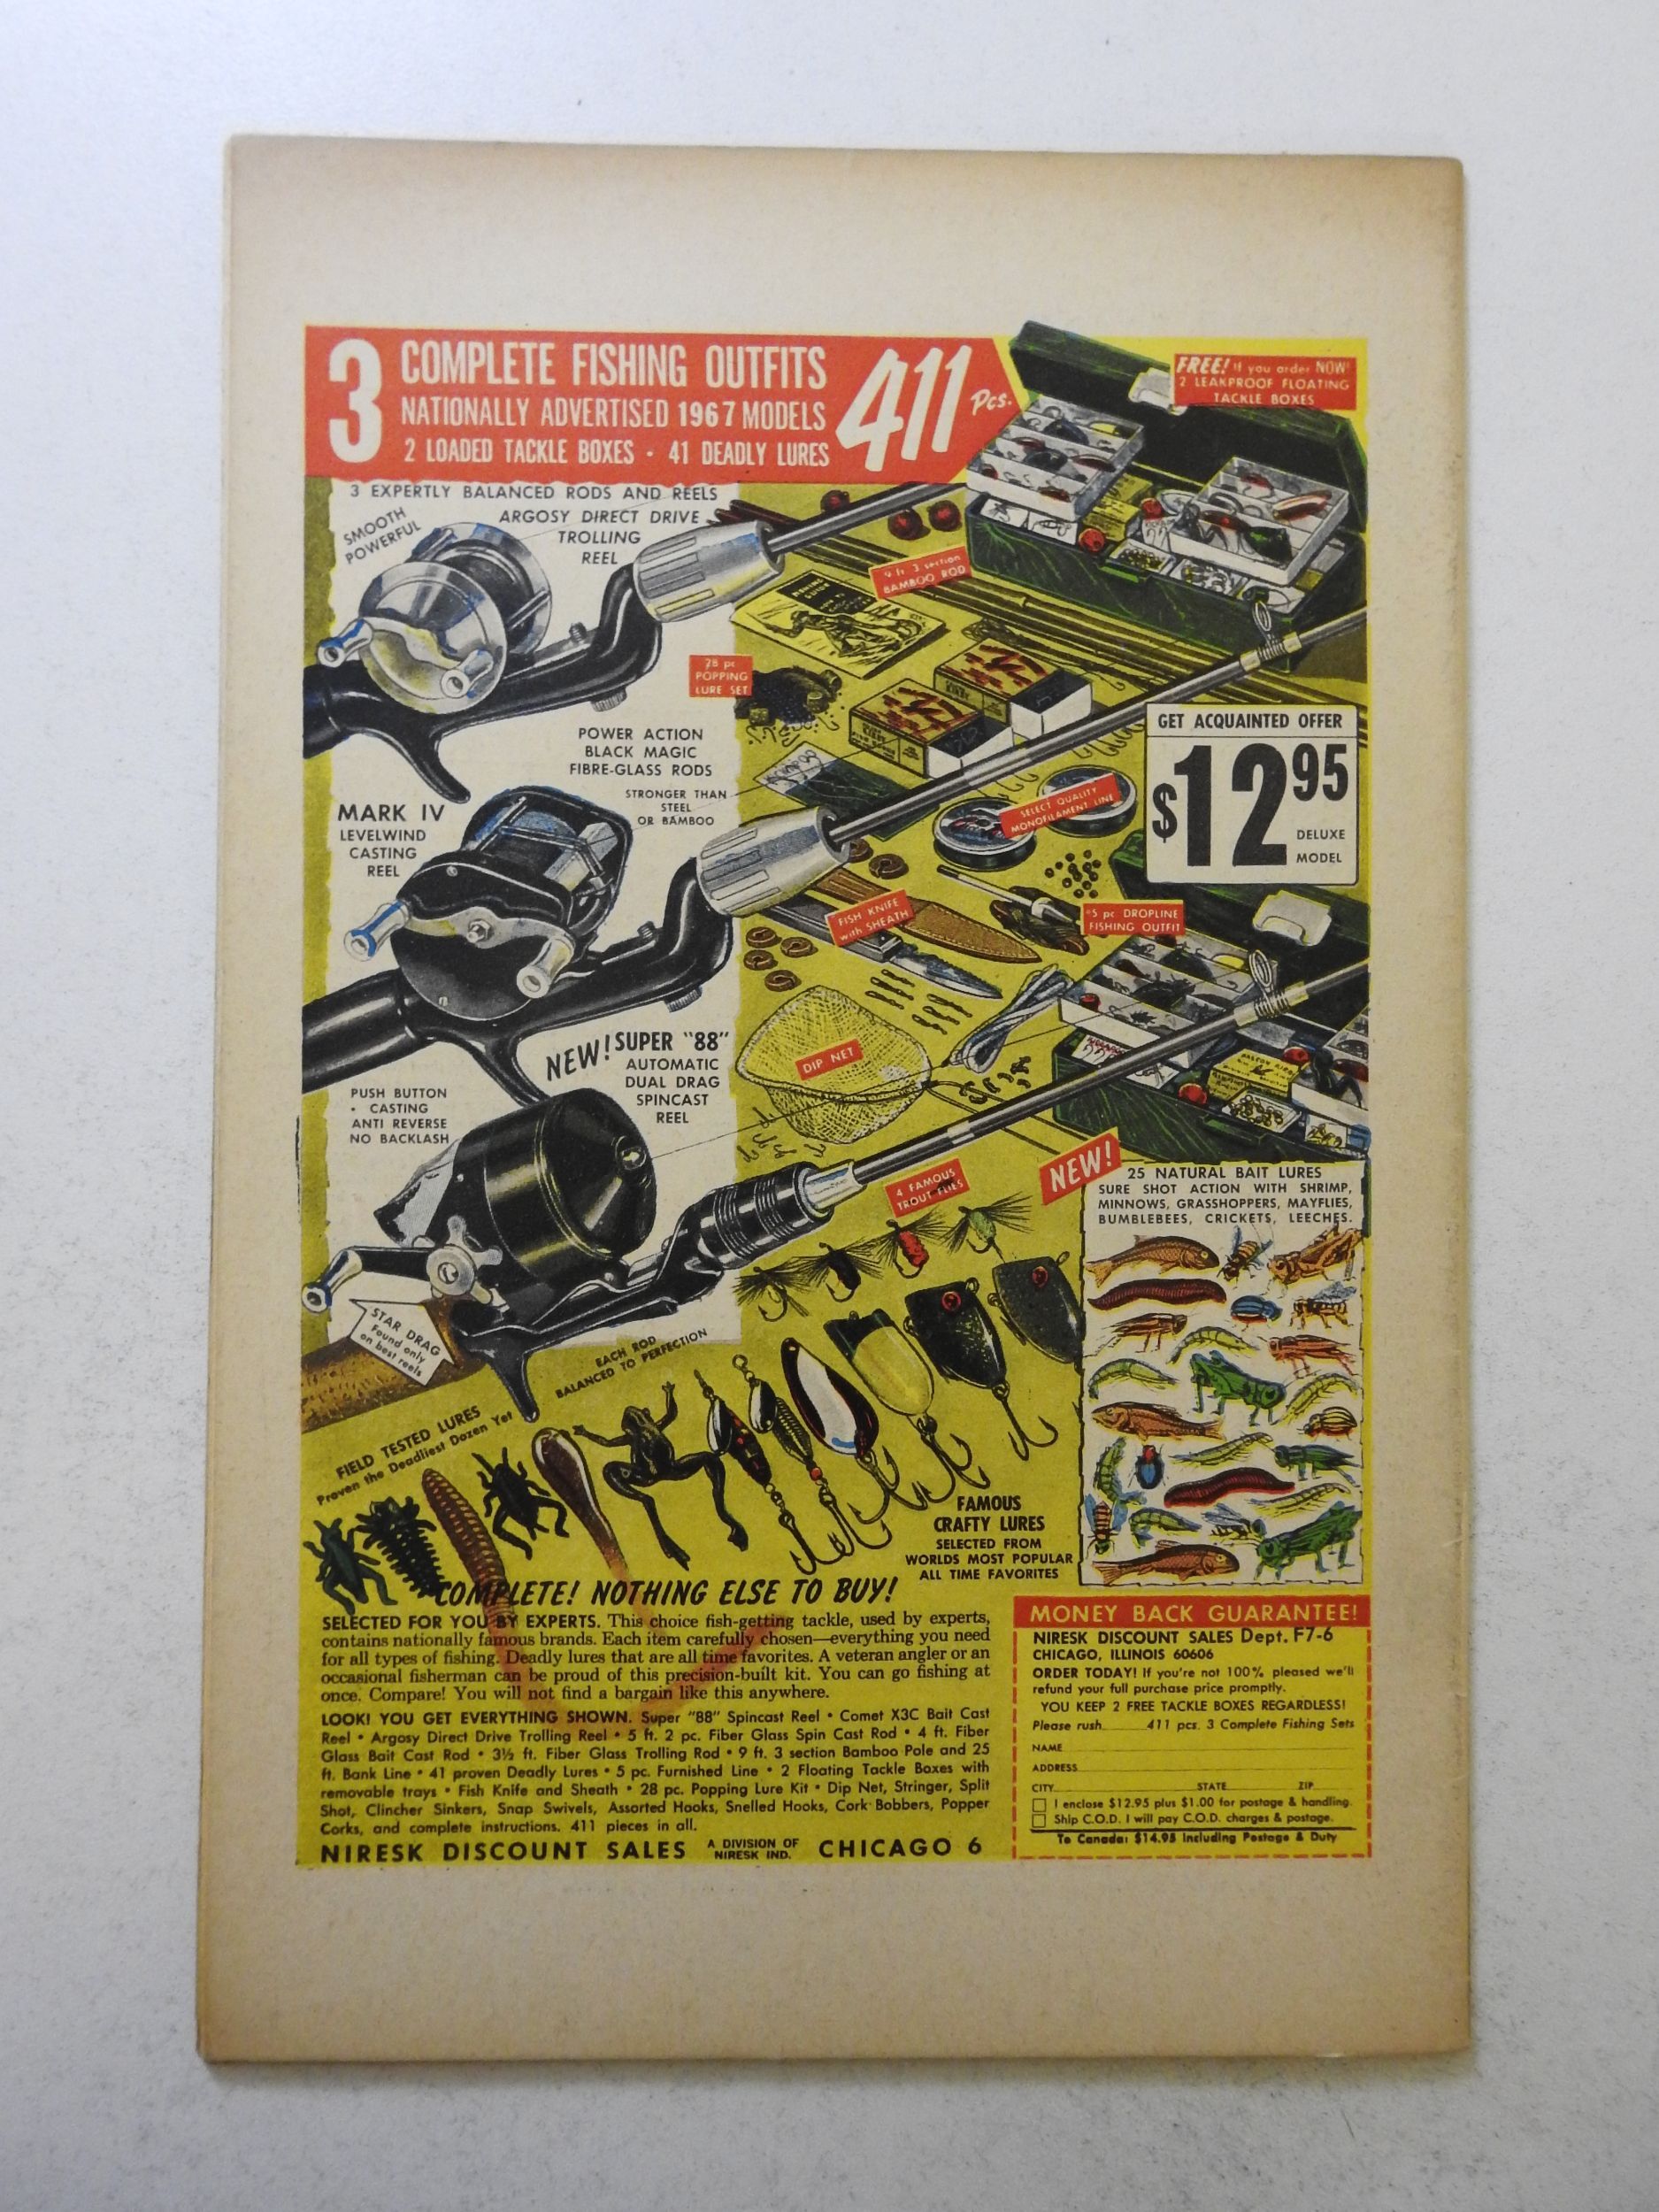 3 COMPLETE FISHING OUTFITS
NATIONALLY ADVERTISED 1967 MODELS
2 LOADED TACKLE BOXES • 41 DEADLY LURES
411 Pcs.
FREE! If you order NOW!
2 LEAKPROOF FLOATING
TACKLE BOXES
3 EXPERTLY BALANCED RODS AND REELS
SMOOTH
POWERFUL
ARGOSY DIRECT DRIVE
TROLLING
REEL
9 ft. 3 section
BAMBOO ROD
28 pc
POPPING
LURE SET
POWER ACTION
BLACK MAGIC
FIBRE-GLASS RODS
STRONGER THAN
STEEL
OR BAMBOO
GET ACQUAINTED OFFER
$12 95
DELUXE
MODEL
MARK IV
LEVELWIND
CASTING
REEL
SELECT QUALITY
MONOFILAMENT LINE
FISH KNIFE
with SHEATH
5 pc DROPLINE
FISHING OUTFIT
NEW! SUPER "88"
AUTOMATIC
DUAL DRAG
SPINCAST
REEL
DIP NET
PUSH BUTTON
• CASTING
ANTI REVERSE
NO BACKLASH
4 FAMOUS
TROUT FLIES
NEW!
25 NATURAL BAIT LURES
SURE SHOT ACTION WITH SHRIMP,
MINNOWS, GRASSHOPPERS, MAYFLIES,
BUMBLEBEES, CRICKETS, LEECHES.
STAR DRAG
Found only
on best reels
EACH ROD
BALANCED TO PERFECTION
FIELD TESTED LURES
Proven the Deadliest Dozen Yet
FAMOUS
CRAFTY LURES
SELECTED FROM
WORLDS MOST POPULAR
ALL TIME FAVORITES
COMPLETE! NOTHING ELSE TO BUY!
SELECTED FOR YOU BY EXPERTS. This choice fish-getting tackle, used by experts,
contains nationally famous brands. Each item carefully chosen—everything you need
for all types of fishing. Deadly lures that are all time favorites. A veteran angler or an
occasional fisherman can be proud of this precision-built kit. You can go fishing at
once. Compare! You will not find a bargain like this anywhere.
LOOK! YOU GET EVERYTHING SHOWN. Super "88" Spincast Reel • Comet X3C Bait Cast
Reel • Argosy Direct Drive Trolling Reel • 5 ft. 2 pc. Fiber Glass Spin Cast Rod • 4 ft. Fiber
Glass Bait Cast Rod • 3½ ft. Fiber Glass Trolling Rod • 9 ft. 3 section Bamboo Pole and 25
ft. Bank Line • 41 proven Deadly Lures • 5 pc. Furnished Line • 2 Floating Tackle Boxes with
removable trays • Fish Knife and Sheath • 28 pc. Popping Lure Kit • Dip Net, Stringer, Split
Shot, Clincher Sinkers, Snap Swivels, Assorted Hooks, Snelled Hooks, Cork Bobbers, Popper
Corks, and complete instructions. 411 pieces in all.
NIRESK DISCOUNT SALES A DIVISION OF NIRESK IND. CHICAGO 6
MONEY BACK GUARANTEE!
NIRESK DISCOUNT SALES Dept. F7-6
CHICAGO, ILLINOIS 60606
ORDER TODAY! If you're not 100% pleased we'll
refund your full purchase price promptly.
YOU KEEP 2 FREE TACKLE BOXES REGARDLESS!
Please rush 411 pcs. 3 Complete Fishing Sets
NAME
ADDRESS
CITY STATE ZIP
I enclose $12.95 plus $1.00 for postage & handling.
Ship C.O.D. I will pay C.O.D. charges & postage.
To Canada: $14.95 Including Postage & Duty